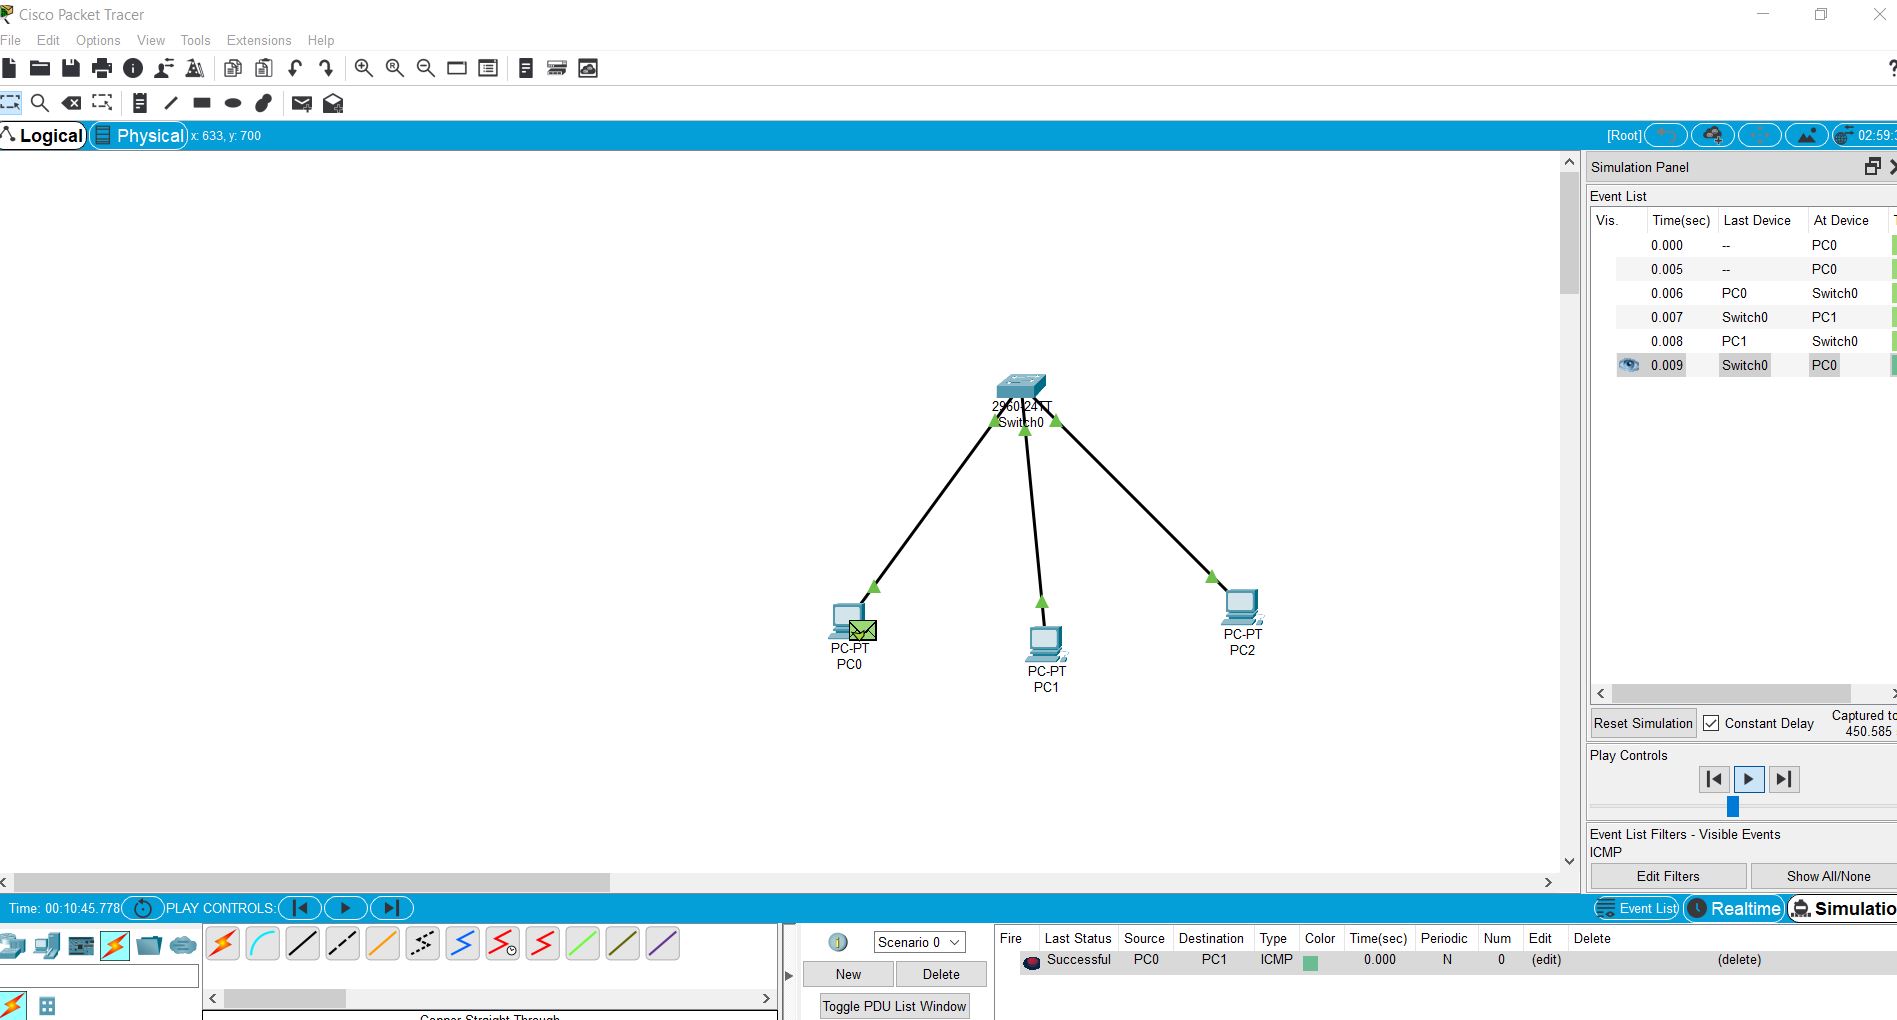 Cisco Packet Tracer
File Edit Options View Tools Extensions Help
Logical Physical x: 633, y: 700 [Root] 02:59:
Simulation Panel
Event List
Vis. Time(sec) Last Device At Device
0.000 -- PC0
0.005 -- PC0
0.006 PC0 Switch0
0.007 Switch0 PC1
0.008 PC1 Switch0
0.009 Switch0 PC0
2960-24TT
Switch0
PC-PT
PC0
PC-PT
PC1
PC-PT
PC2
Reset Simulation Constant Delay Captured to
450.585
Play Controls
Event List Filters - Visible Events
ICMP
Edit Filters Show All/None
Time: 00:10:45.778 PLAY CONTROLS: Event List Realtime Simulatio
Scenario 0
New Delete
Toggle PDU List Window
Fire Last Status Source Destination Type Color Time(sec) Periodic Num Edit Delete
Successful PC0 PC1 ICMP 0.000 N 0 (edit) (delete)
Copper Straight-Through